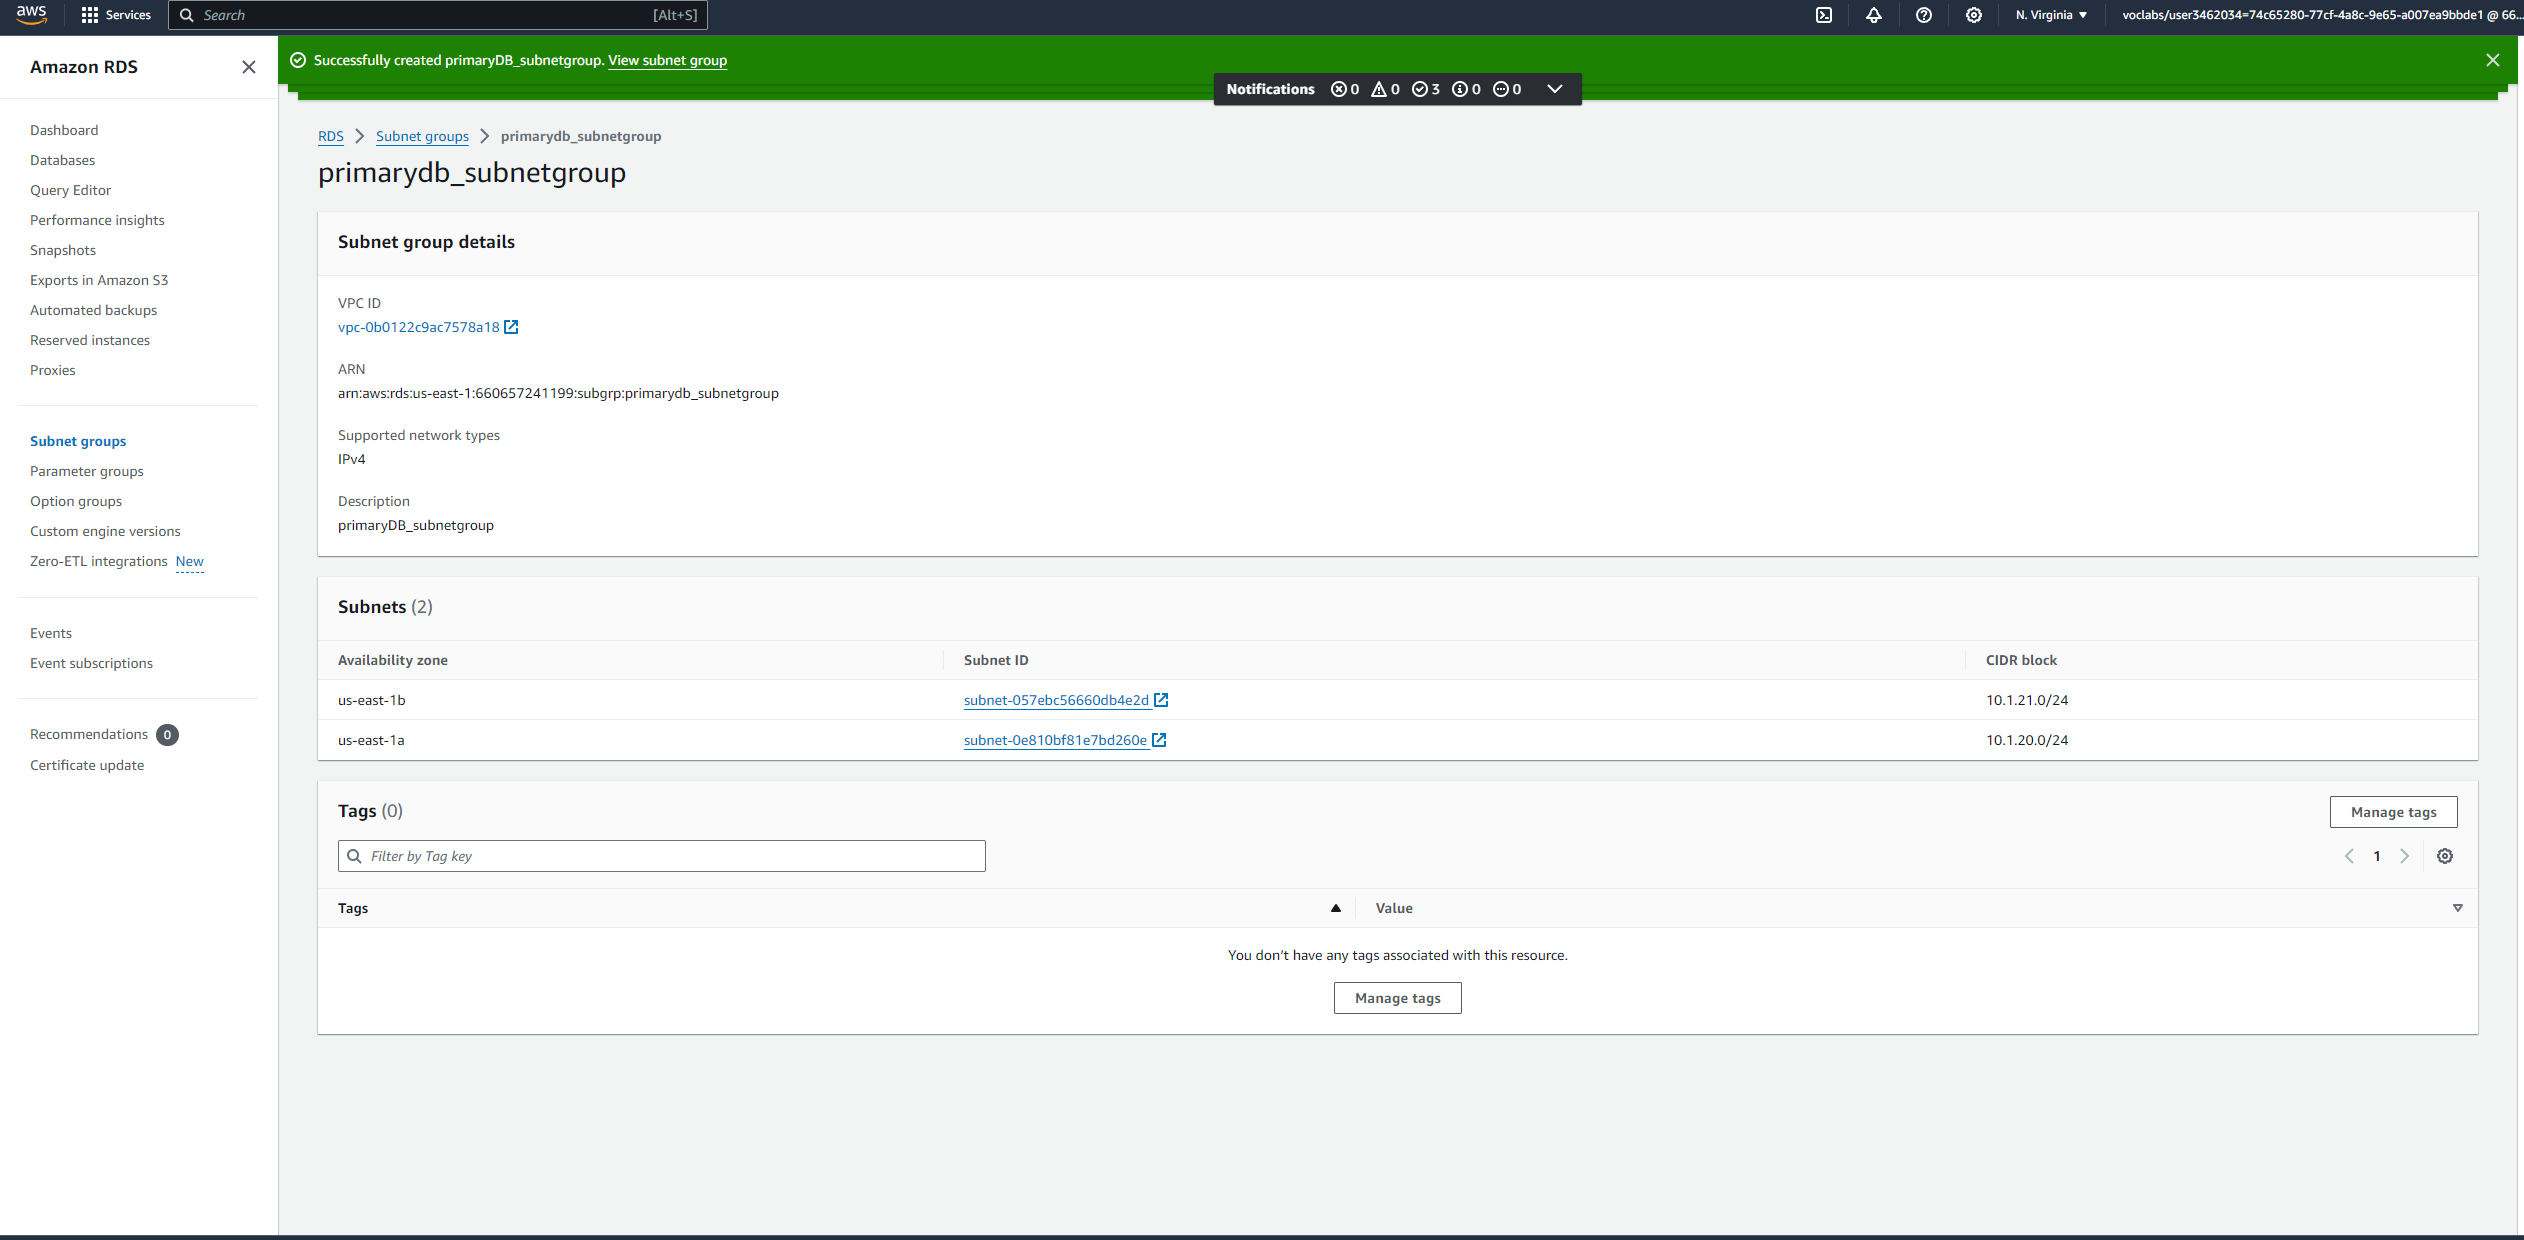 aws
Services
Search
[Alt+S]
N. Virginia
voclabs/user3462034=74c65280-77cf-4a8c-9e65-a007ea9bbde1 @ 66...
Amazon RDS
Dashboard
Databases
Query Editor
Performance insights
Snapshots
Exports in Amazon S3
Automated backups
Reserved instances
Proxies
Subnet groups
Parameter groups
Option groups
Custom engine versions
Zero-ETL integrations New
Events
Event subscriptions
Recommendations 0
Certificate update
Successfully created primaryDB_subnetgroup. View subnet group
Notifications 0 0 3 0 0
RDS Subnet groups primarydb_subnetgroup
primarydb_subnetgroup
Subnet group details
VPC ID
vpc-0b0122c9ac7578a18
ARN
arn:aws:rds:us-east-1:660657241199:subgrp:primarydb_subnetgroup
Supported network types
IPv4
Description
primaryDB_subnetgroup
Subnets (2)
Availability zone Subnet ID CIDR block
us-east-1b subnet-057ebc56660db4e2d 10.1.21.0/24
us-east-1a subnet-0e810bf81e7bd260e 10.1.20.0/24
Tags (0)
Manage tags
Filter by Tag key
1
Tags Value
You don't have any tags associated with this resource.
Manage tags